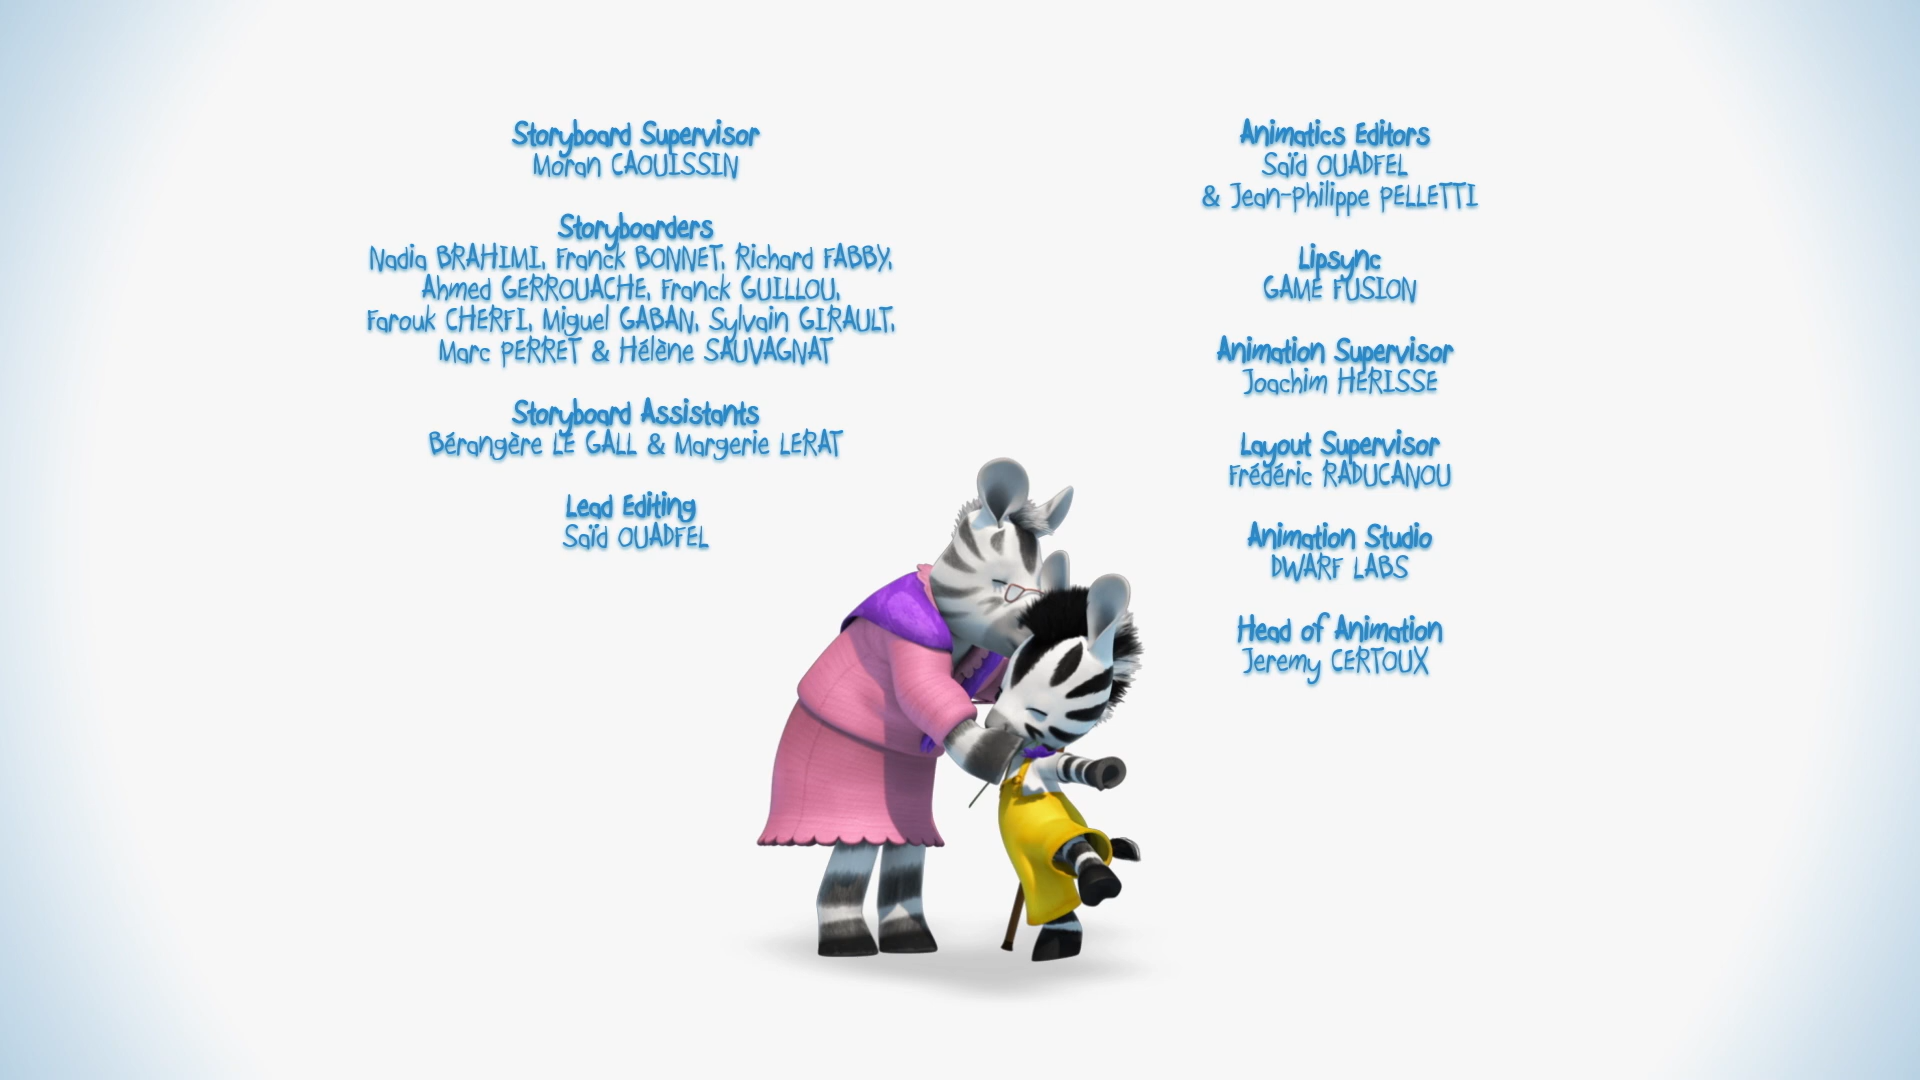 Storyboard Supervisor
Moran CAOUISSIN
Storyboarders
Nadia BRAHIMI, Franck BONNET, Richard FABBY,
Ahmed GERROUACHE, Franck GUILLOU,
Farouk CHERFI, Miguel GABAN, Sylvain GIRAULT,
Marc PERRET & Hélène SAUVAGNAT
Storyboard Assistants
Bérangère LE GALL & Margerie LERAT
Lead Editing
Saïd OUADFEL
Animatics Editors
Saïd OUADFEL
& Jean-Philippe PELLETTI
Lipsync
GAME FUSION
Animation Supervisor
Joachim HERISSE
Layout Supervisor
Frédéric RADUCANOU
Animation Studio
DWARF LABS
Head of Animation
Jeremy CERTOUX